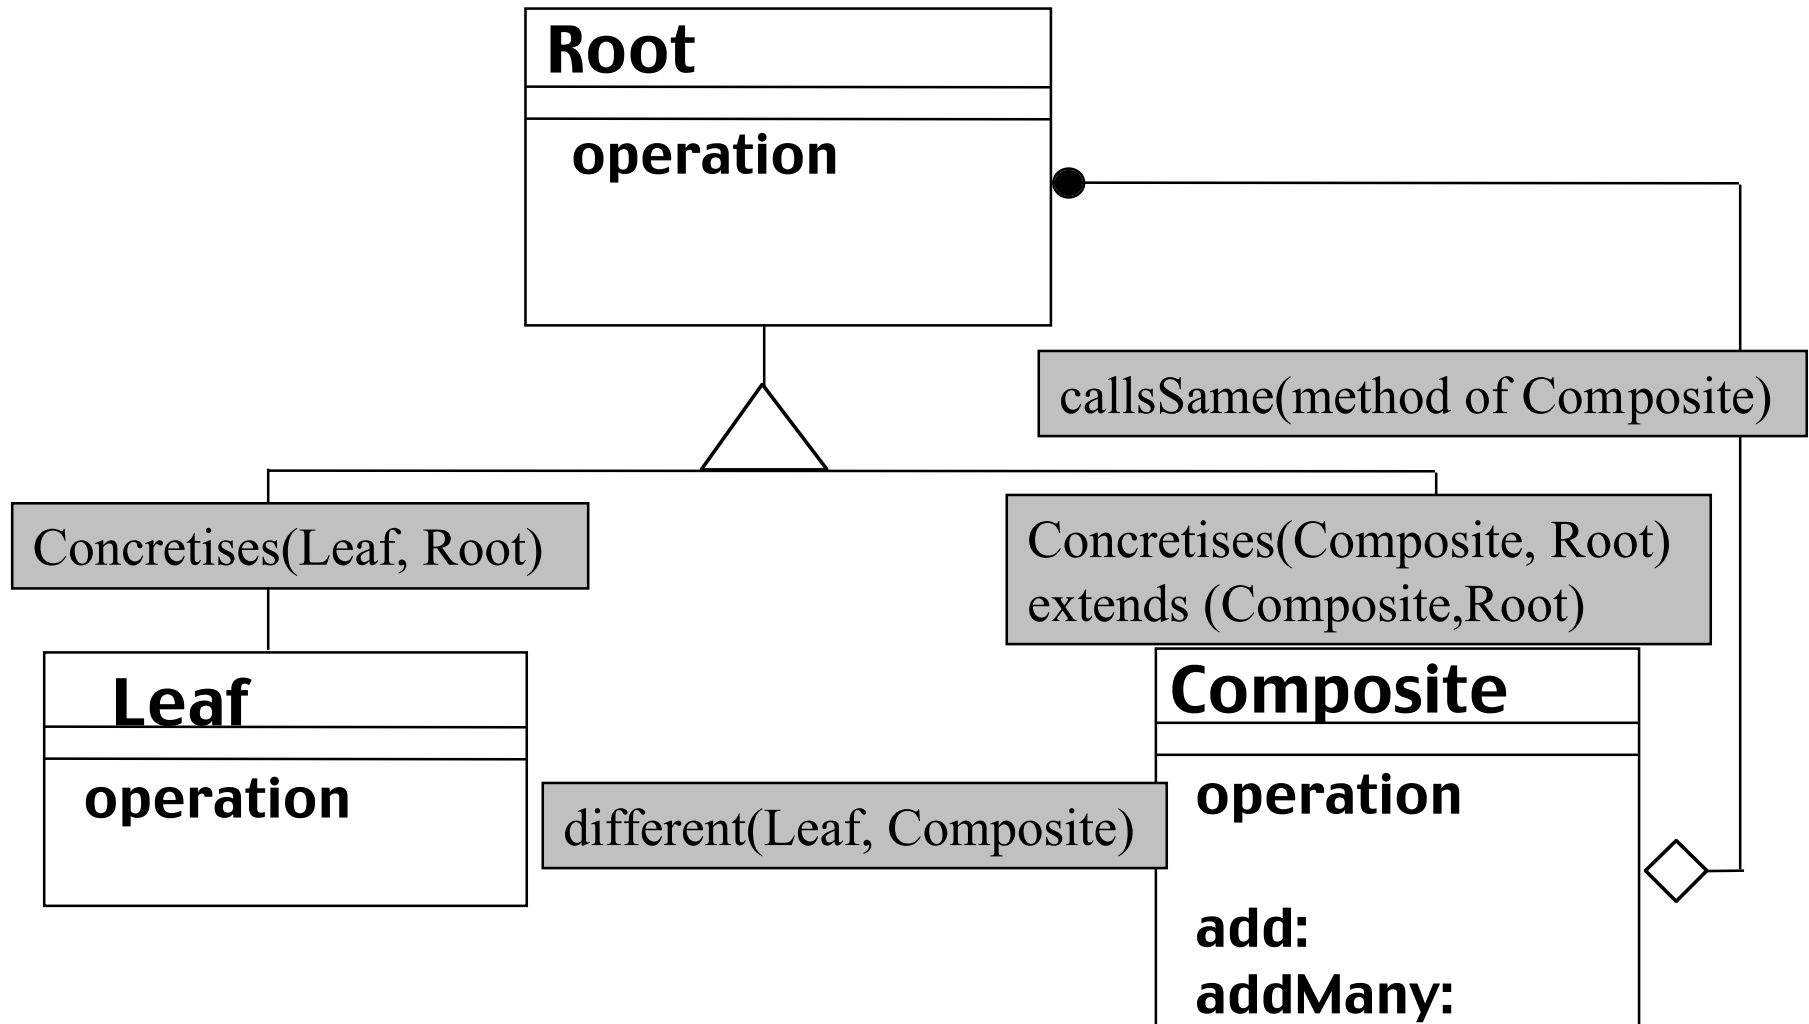 Root
operation
callsSame(method of Composite)
Concretises(Leaf, Root)
Concretises(Composite, Root)
extends (Composite,Root)
Leaf
operation
different(Leaf, Composite)
Composite
operation
add:
addMany: